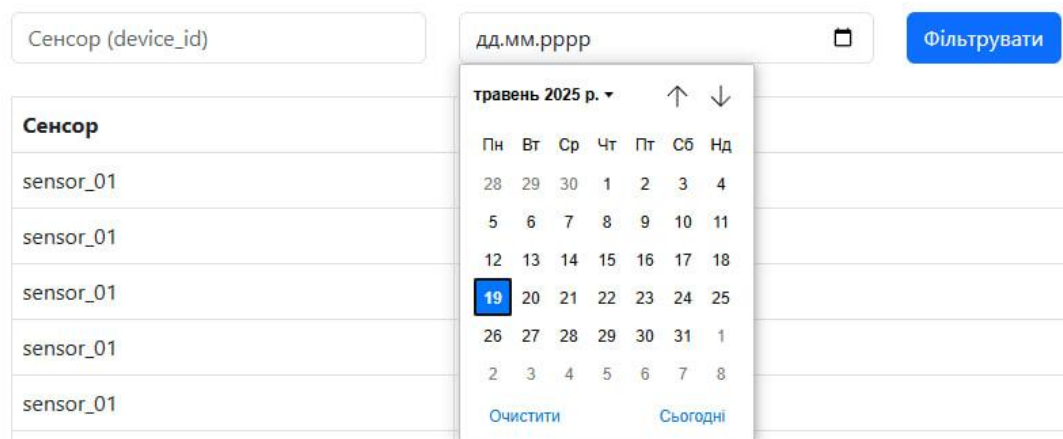 Сенсор (device_id)
дд.мм.рррр
Фільтрувати
Сенсор
sensor_01
sensor_01
sensor_01
sensor_01
sensor_01
травень 2025 р.
Пн Вт Ср Чт Пт Сб Нд
28 29 30 1 2 3 4
5 6 7 8 9 10 11
12 13 14 15 16 17 18
19 20 21 22 23 24 25
26 27 28 29 30 31 1
2 3 4 5 6 7 8
Очистити Сьогодні